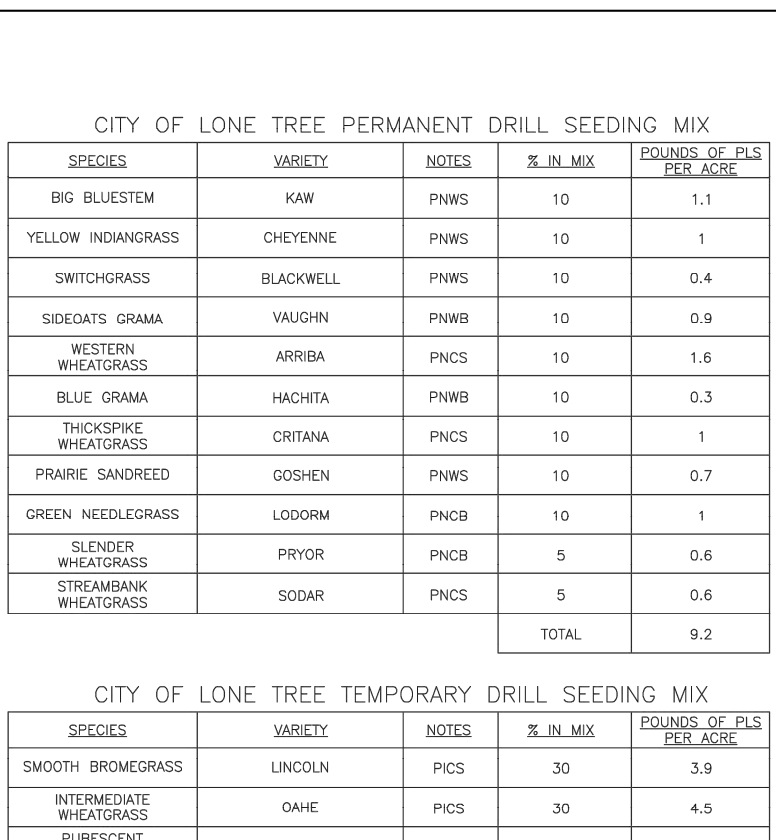 CITY OF LONE TREE PERMANENT DRILL SEEDING MIX
SPECIES VARIETY NOTES % IN MIX POUNDS OF PLS
PER ACRE
BIG BLUESTEM KAW PNWS 10 1.1
YELLOW INDIANGRASS CHEYENNE PNWS 10 1
SWITCHGRASS BLACKWELL PNWS 10 0.4
SIDEOATS GRAMA VAUGHN PNWB 10 0.9
WESTERN
WHEATGRASS ARRIBA PNCS 10 1.6
BLUE GRAMA HACHITA PNWB 10 0.3
THICKSPIKE
WHEATGRASS CRITANA PNCS 10 1
PRAIRIE SANDREED GOSHEN PNWS 10 0.7
GREEN NEEDLEGRASS LODORM PNCB 10 1
SLENDER
WHEATGRASS PRYOR PNCB 5 0.6
STREAMBANK
WHEATGRASS SODAR PNCS 5 0.6
TOTAL 9.2
CITY OF LONE TREE TEMPORARY DRILL SEEDING MIX
SPECIES VARIETY NOTES % IN MIX POUNDS OF PLS
PER ACRE
SMOOTH BROMEGRASS LINCOLN PICS 30 3.9
INTERMEDIATE
WHEATGRASS OAHE PICS 30 4.5
PUBESCENT